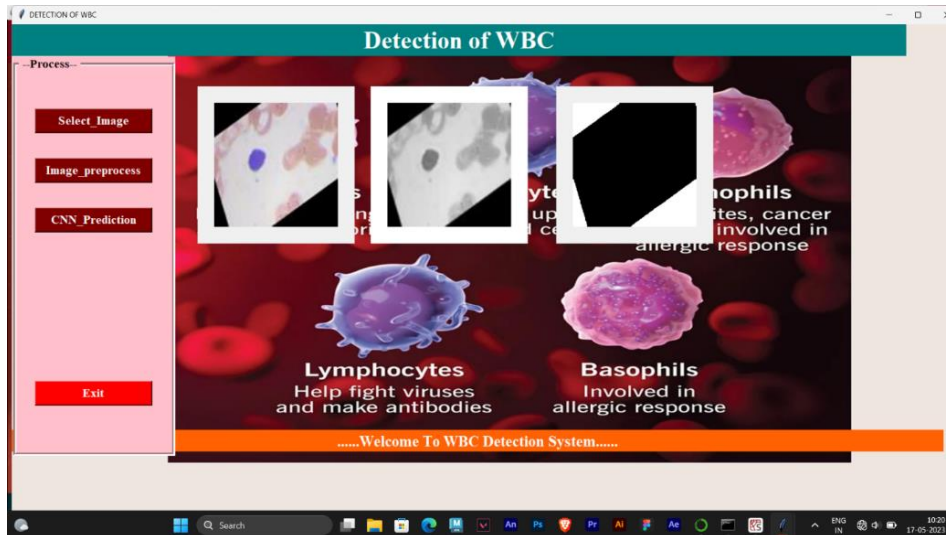 DETECTION OF WBC
Detection of WBC
--Process--
Select_Image
Image_preprocess
CNN_Prediction
Exit
nophils
ites, cancer
involved in
allergic response
Lymphocytes
Help fight viruses
and make antibodies
Basophils
Involved in
allergic response
......Welcome To WBC Detection System......
Search
ENG
IN
10:20
17-05-2023